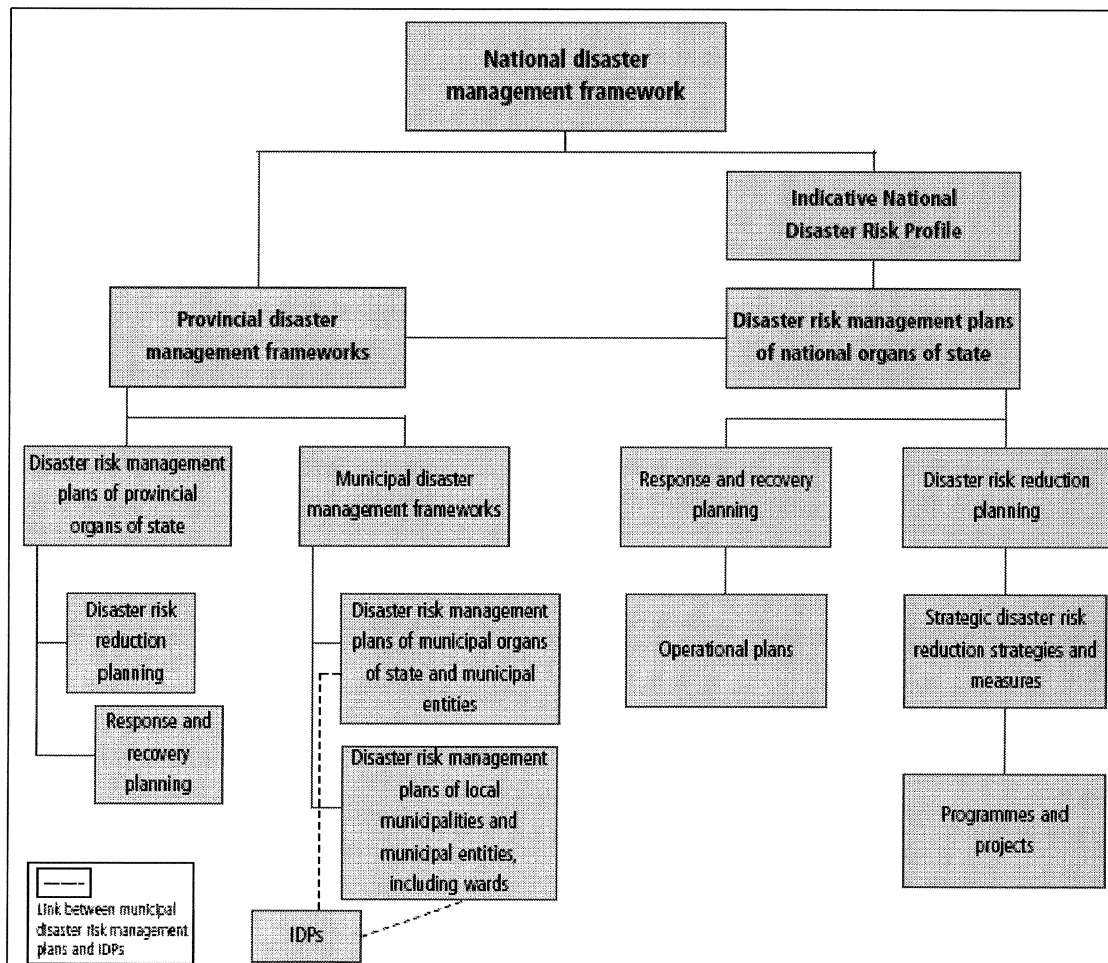 National disaster
management framework
Indicative National
Disaster Risk Profile
Provincial disaster
management frameworks
Disaster risk management plans
of national organs of state
Disaster risk management
plans of provincial
organs of state
Municipal disaster
management frameworks
Response and recovery
planning
Disaster risk reduction
planning
Disaster risk
reduction
planning
Response and
recovery
planning
Disaster risk management
plans of municipal organs
of state and municipal
entities
Disaster risk management
plans of local
municipalities and
municipal entities,
including wards
Operational plans
Strategic disaster risk
reduction strategies and
measures
Programmes and
projects
IDPs
Link between municipal
disaster risk management
plans and IDPs